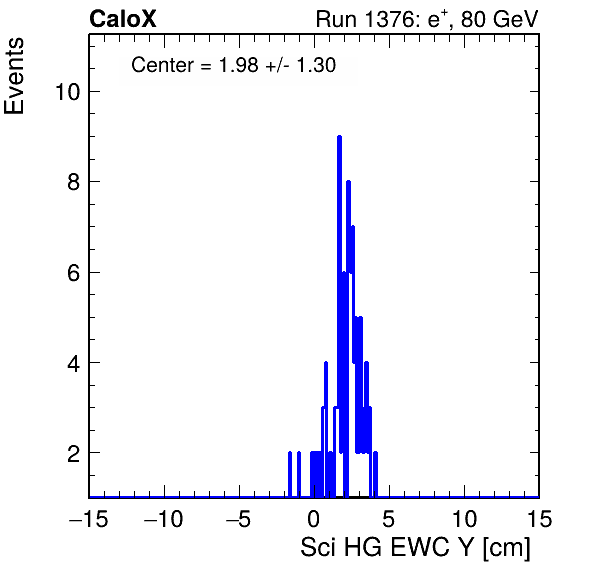 CaloX Run 1376: e⁺, 80 GeV
Center = 1.98 +/- 1.30
Events
10
8
6
4
2
−15 −10 −5 0 5 10 15
Sci HG EWC Y [cm]